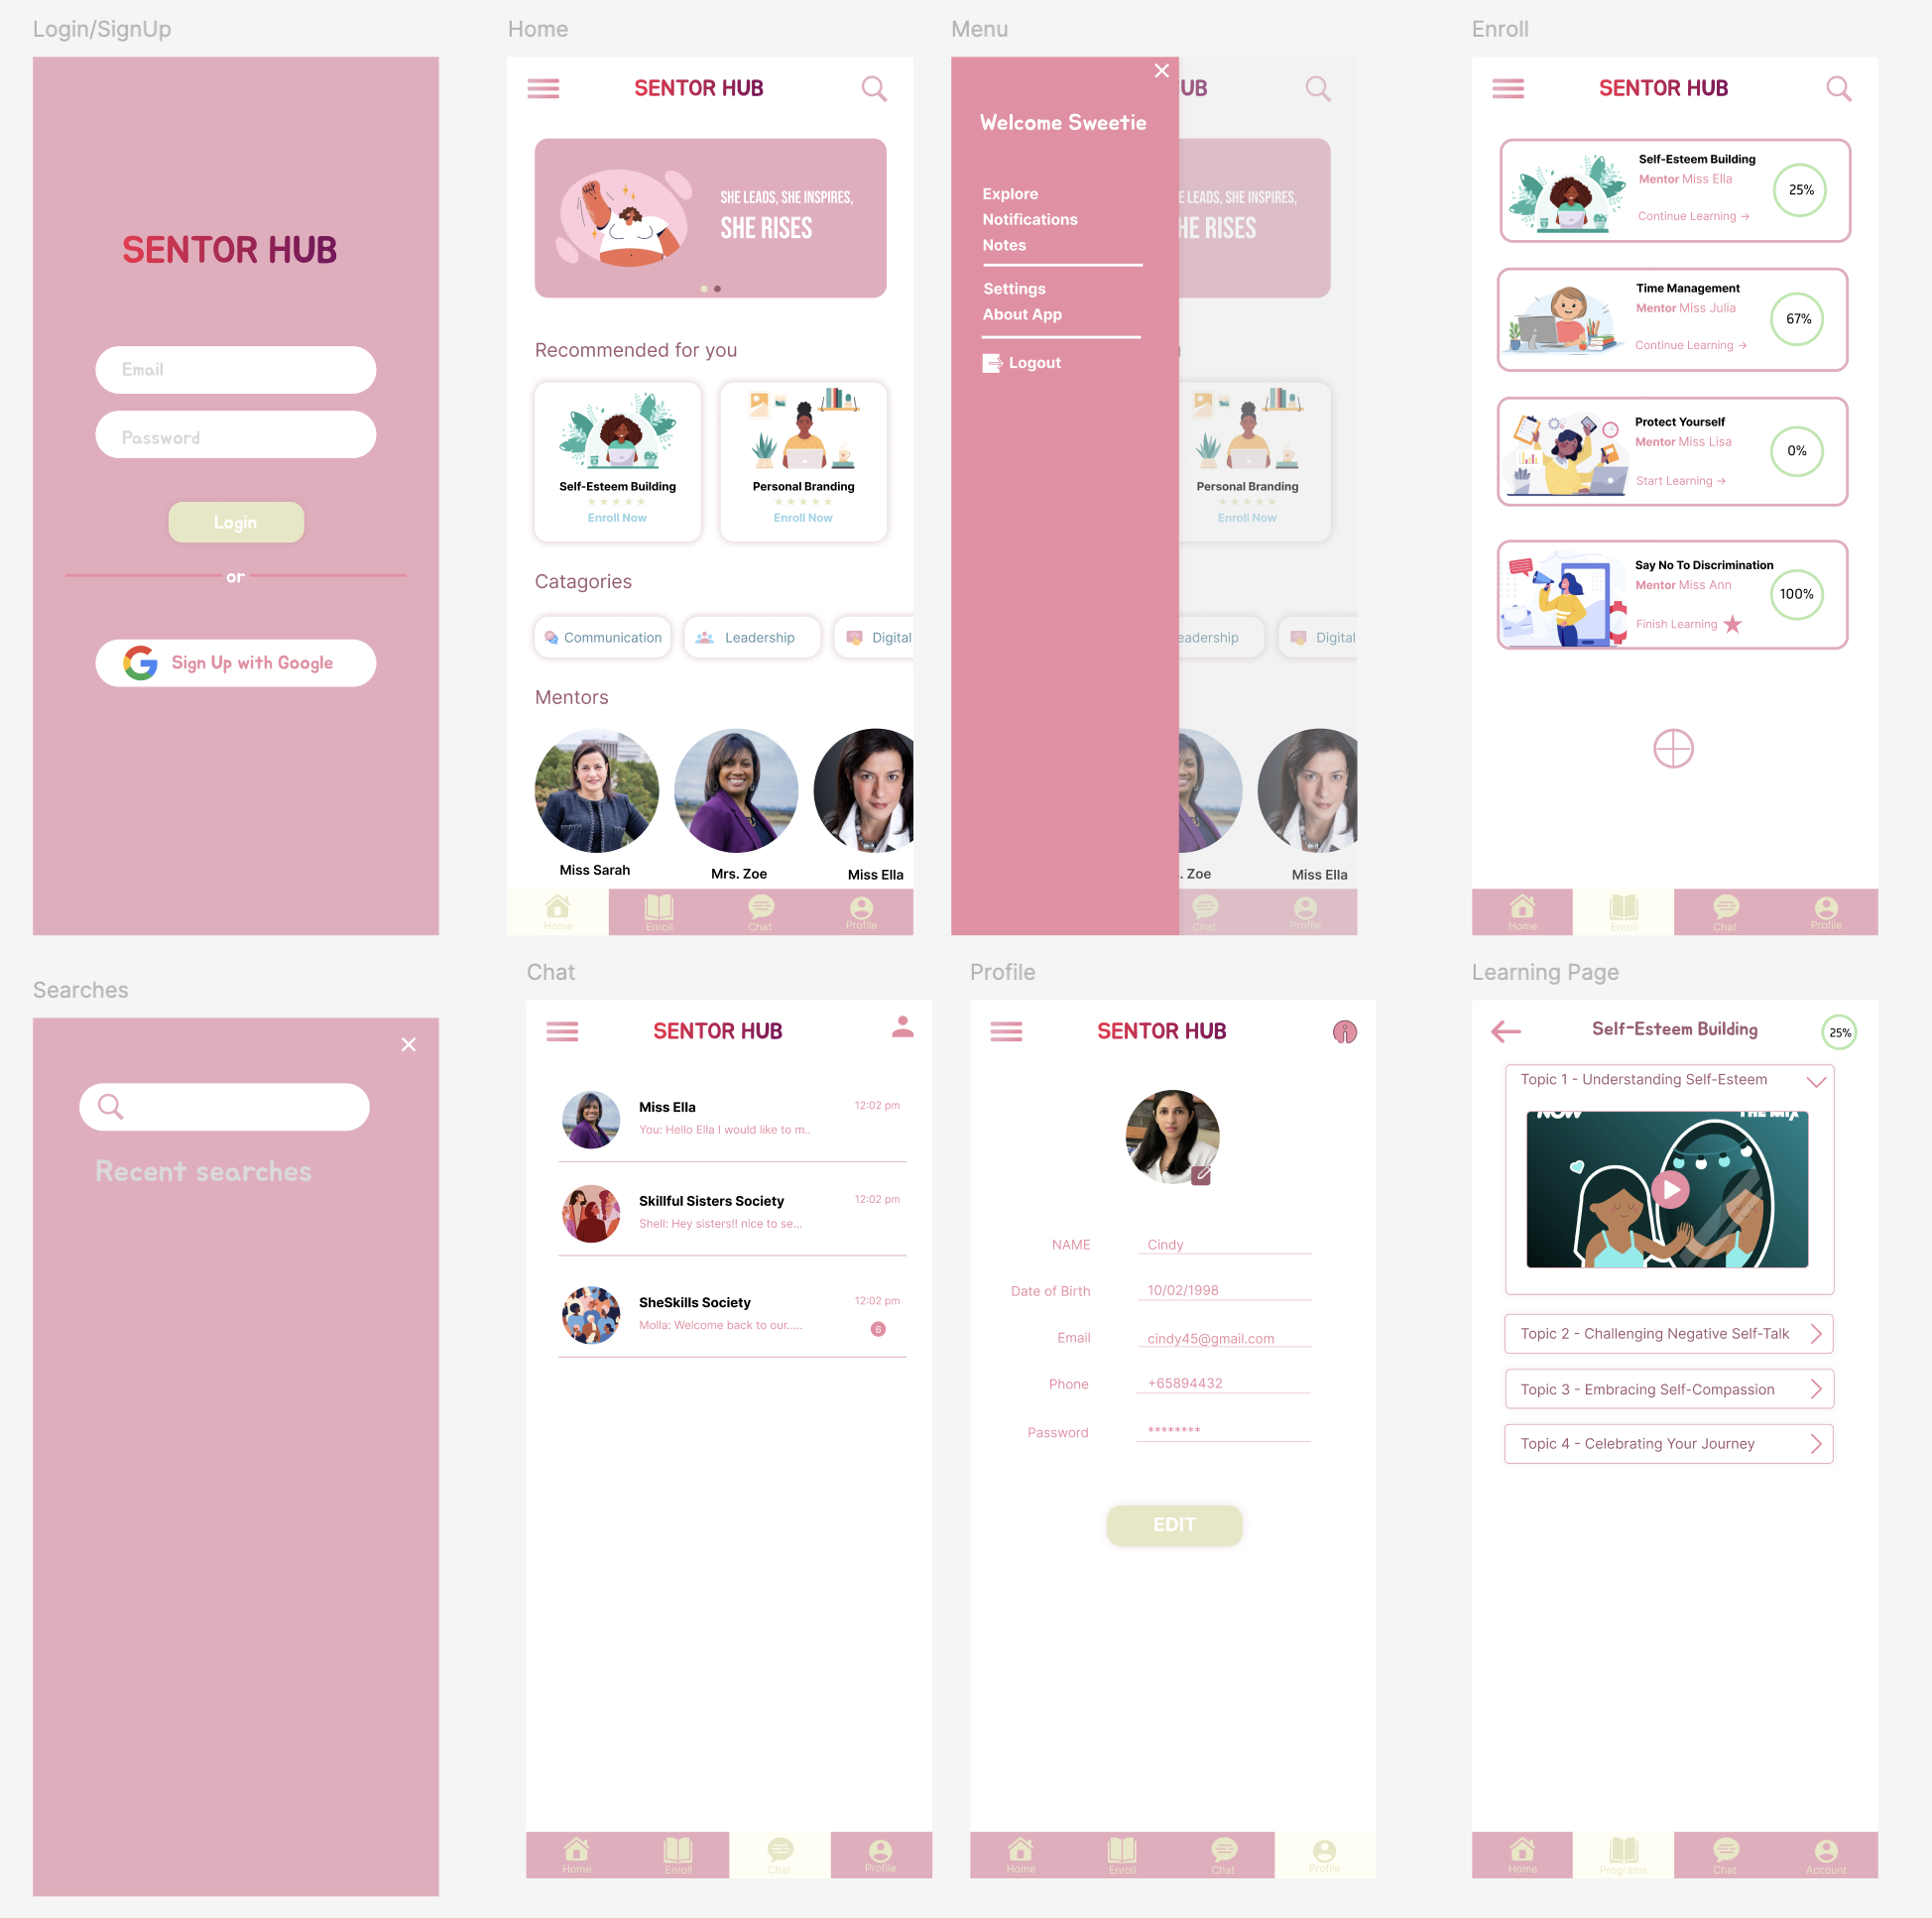 Login/SignUp
SENTOR HUB
Email
Password
Login
or
Sign Up with Google
Home
SENTOR HUB
SHE LEADS, SHE INSPIRES,
SHE RISES
Recommended for you
Self-Esteem Building
Enroll Now
Personal Branding
Enroll Now
Catagories
Communication
Leadership
Digital
Mentors
Miss Sarah
Mrs. Zoe
Miss Ella
Home
Enroll
Chat
Profile
Menu
Welcome Sweetie
Explore
Notifications
Notes
Settings
About App
Logout
UB
E LEADS, SHE INSPIRES,
HE RISES
Personal Branding
Enroll Now
eadership
Digital
. Zoe
Miss Ella
Chat
Profile
Enroll
SENTOR HUB
Self-Esteem Building
Mentor Miss Ella
Continue Learning →
25%
Time Management
Mentor Miss Julia
Continue Learning →
67%
Protect Yourself
Mentor Miss Lisa
Start Learning →
0%
Say No To Discrimination
Mentor Miss Ann
Finish Learning
100%
Home
Enroll
Chat
Profile
Searches
Recent searches
Chat
SENTOR HUB
Miss Ella
12:02 pm
You: Hello Ella I would like to m..
Skillful Sisters Society
12:02 pm
Shell: Hey sisters!! nice to se...
SheSkills Society
12:02 pm
Molla: Welcome back to our.....
6
Home
Enroll
Chat
Profile
Profile
SENTOR HUB
NAME
Cindy
Date of Birth
10/02/1998
Email
cindy45@gmail.com
Phone
+65894432
Password
********
EDIT
Home
Enroll
Chat
Profile
Learning Page
Self-Esteem Building
25%
Topic 1 - Understanding Self-Esteem
NOW
THE MIX
Topic 2 - Challenging Negative Self-Talk
Topic 3 - Embracing Self-Compassion
Topic 4 - Celebrating Your Journey
Home
Programs
Chat
Account